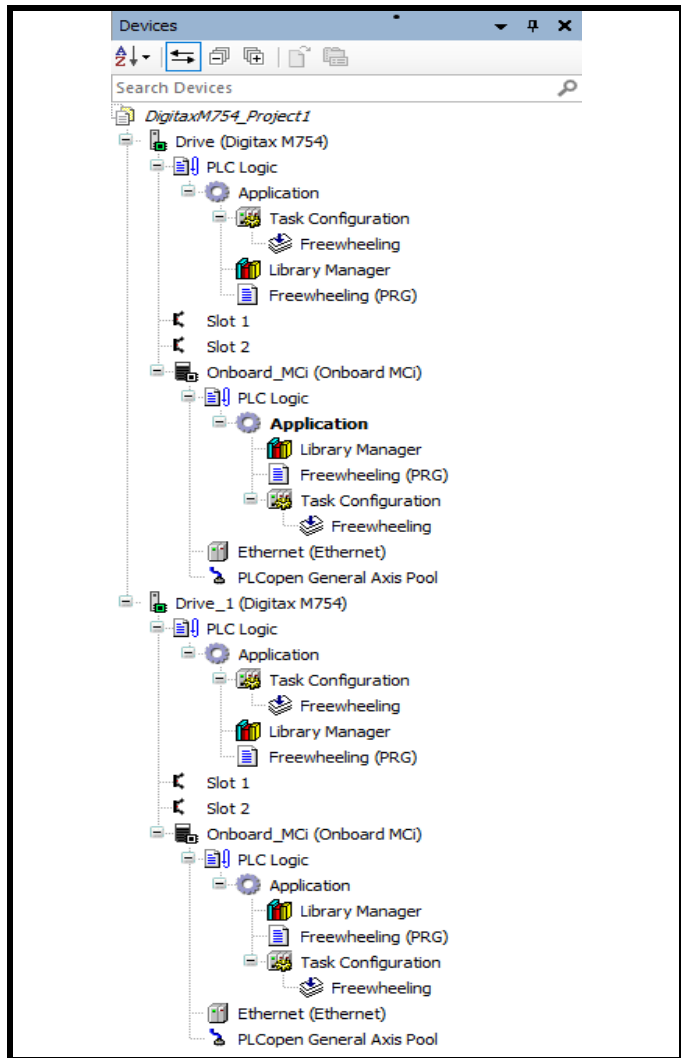 Devices
Search Devices
DigitaxM754_Project1
Drive (Digitax M754)
PLC Logic
Application
Task Configuration
Freewheeling
Library Manager
Freewheeling (PRG)
Slot 1
Slot 2
Onboard_MCi (Onboard MCi)
PLC Logic
Application
Library Manager
Freewheeling (PRG)
Task Configuration
Freewheeling
Ethernet (Ethernet)
PLCopen General Axis Pool
Drive_1 (Digitax M754)
PLC Logic
Application
Task Configuration
Freewheeling
Library Manager
Freewheeling (PRG)
Slot 1
Slot 2
Onboard_MCi (Onboard MCi)
PLC Logic
Application
Library Manager
Freewheeling (PRG)
Task Configuration
Freewheeling
Ethernet (Ethernet)
PLCopen General Axis Pool